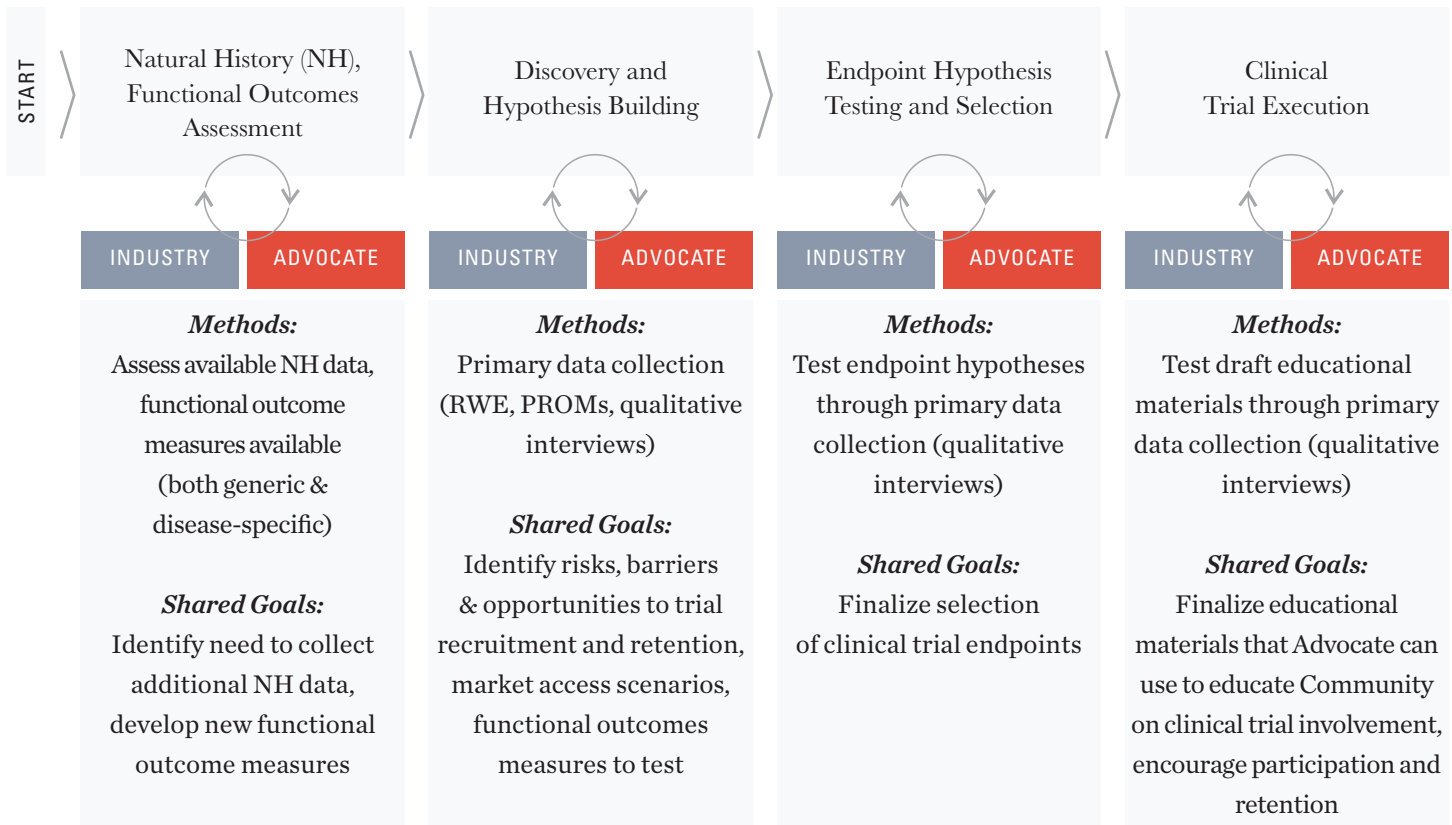 START
Natural History (NH),
Functional Outcomes
Assessment
Discovery and
Hypothesis Building
Endpoint Hypothesis
Testing and Selection
Clinical
Trial Execution
INDUSTRY
ADVOCATE
INDUSTRY
ADVOCATE
INDUSTRY
ADVOCATE
INDUSTRY
ADVOCATE
Methods:
Assess available NH data,
functional outcome
measures available
(both generic &
disease-specific)
Shared Goals:
Identify need to collect
additional NH data,
develop new functional
outcome measures
Methods:
Primary data collection
(RWE, PROMs, qualitative
interviews)
Shared Goals:
Identify risks, barriers
& opportunities to trial
recruitment and retention,
market access scenarios,
functional outcomes
measures to test
Methods:
Test endpoint hypotheses
through primary data
collection (qualitative
interviews)
Shared Goals:
Finalize selection
of clinical trial endpoints
Methods:
Test draft educational
materials through primary
data collection (qualitative
interviews)
Shared Goals:
Finalize educational
materials that Advocate can
use to educate Community
on clinical trial involvement,
encourage participation and
retention